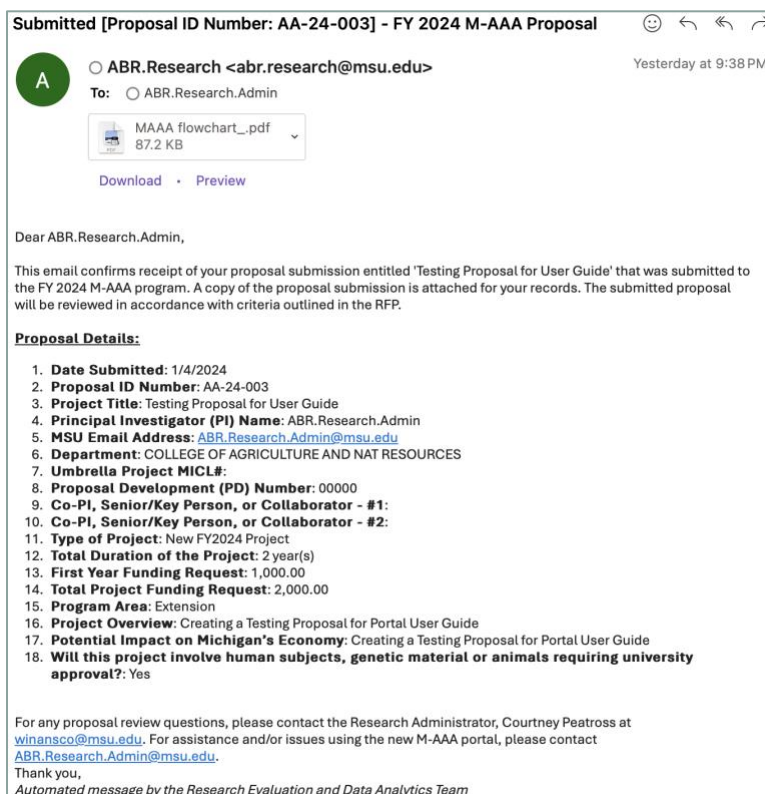 Submitted [Proposal ID Number: AA-24-003] - FY 2024 M-AAA Proposal
A
ABR.Research <abr.research@msu.edu>
Yesterday at 9:38 PM
To: ABR.Research.Admin
MAAA flowchart_.pdf
87.2 KB
Download • Preview
Dear ABR.Research.Admin,
This email confirms receipt of your proposal submission entitled 'Testing Proposal for User Guide' that was submitted to
the FY 2024 M-AAA program. A copy of the proposal submission is attached for your records. The submitted proposal
will be reviewed in accordance with criteria outlined in the RFP.
Proposal Details:
1. Date Submitted: 1/4/2024
2. Proposal ID Number: AA-24-003
3. Project Title: Testing Proposal for User Guide
4. Principal Investigator (PI) Name: ABR.Research.Admin
5. MSU Email Address: ABR.Research.Admin@msu.edu
6. Department: COLLEGE OF AGRICULTURE AND NAT RESOURCES
7. Umbrella Project MICL#:
8. Proposal Development (PD) Number: 00000
9. Co-PI, Senior/Key Person, or Collaborator - #1:
10. Co-PI, Senior/Key Person, or Collaborator - #2:
11. Type of Project: New FY2024 Project
12. Total Duration of the Project: 2 year(s)
13. First Year Funding Request: 1,000.00
14. Total Project Funding Request: 2,000.00
15. Program Area: Extension
16. Project Overview: Creating a Testing Proposal for Portal User Guide
17. Potential Impact on Michigan's Economy: Creating a Testing Proposal for Portal User Guide
18. Will this project involve human subjects, genetic material or animals requiring university
approval?: Yes
For any proposal review questions, please contact the Research Administrator, Courtney Peatross at
winansco@msu.edu. For assistance and/or issues using the new M-AAA portal, please contact
ABR.Research.Admin@msu.edu.
Thank you,
Automated message by the Research Evaluation and Data Analytics Team